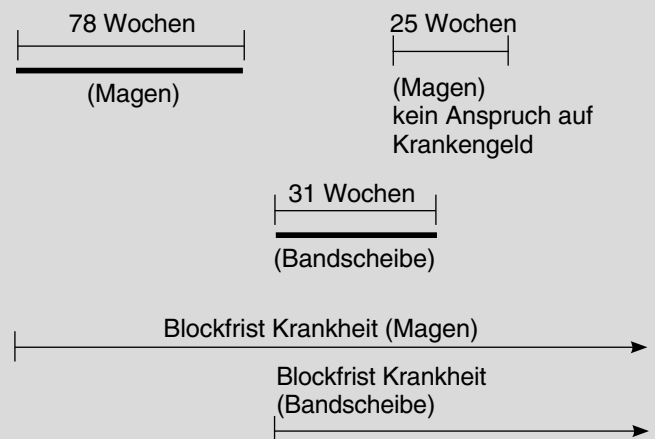 78 Wochen
(Magen)
25 Wochen
(Magen)
kein Anspruch auf
Krankengeld
31 Wochen
(Bandscheibe)
Blockfrist Krankheit (Magen)
Blockfrist Krankheit
(Bandscheibe)